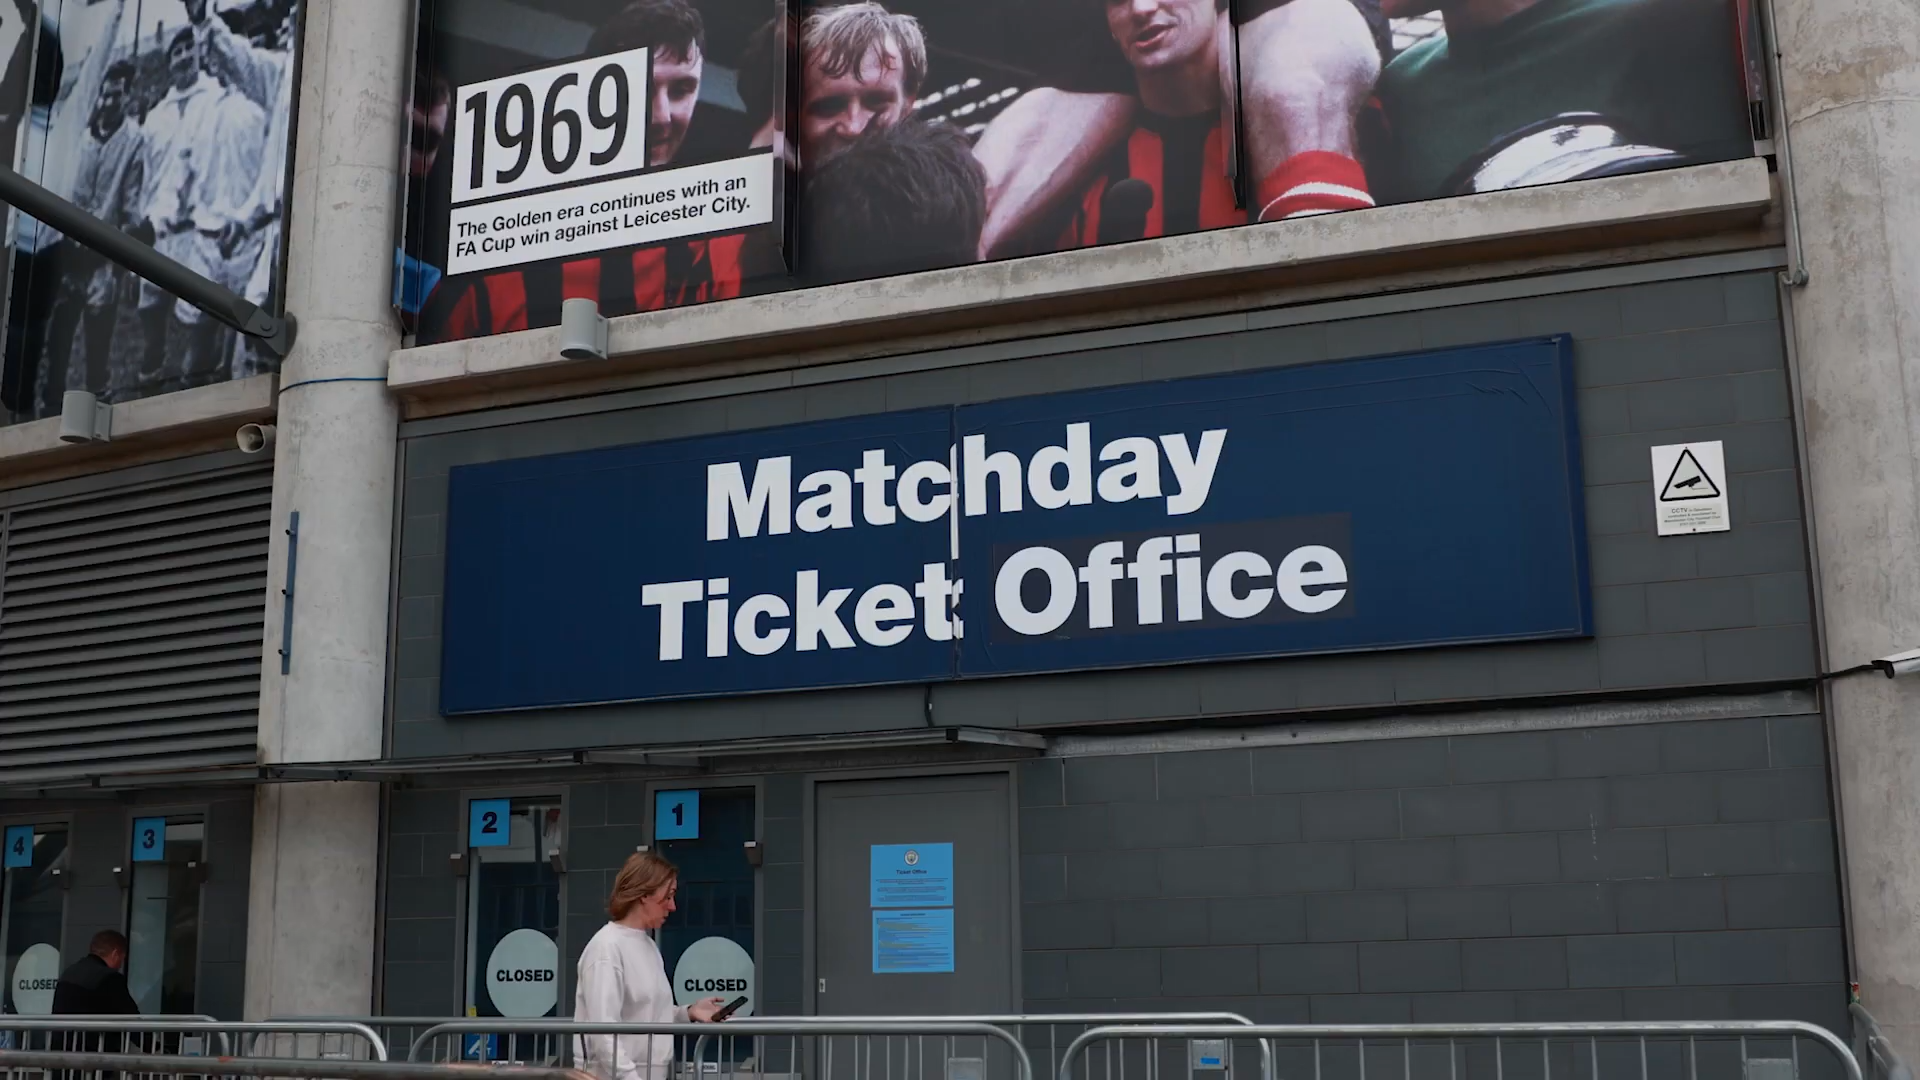 1969
The Golden era continues with an
FA Cup win against Leicester City.
Matchday
Ticket Office
CCTV
4
3
2
1
Ticket Office
CLOSED
CLOSED
CLOSED